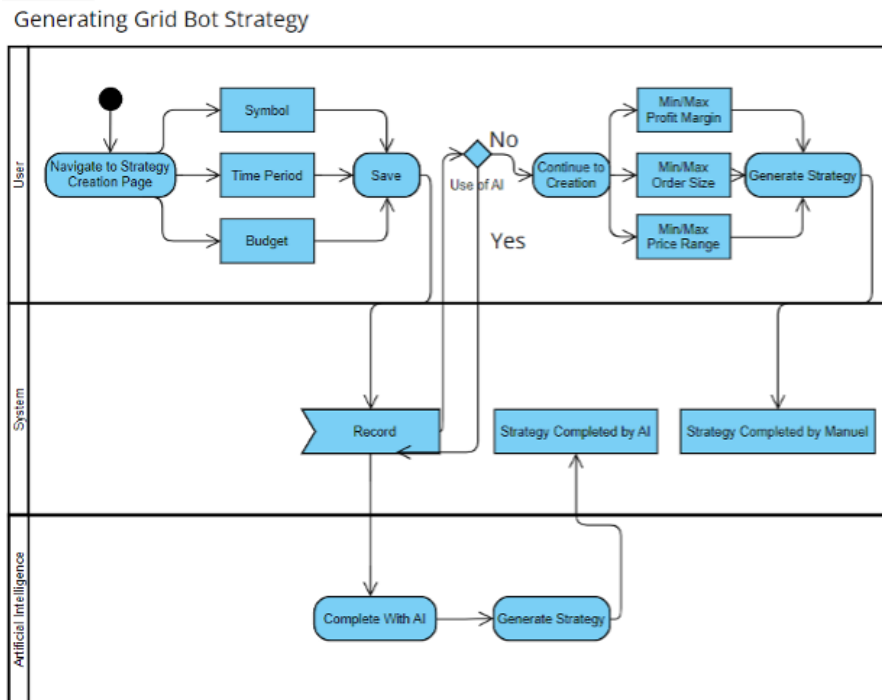 Generating Grid Bot Strategy
User
Navigate to Strategy
Creation Page
Symbol
Time Period
Budget
Save
Use of AI
No
Yes
Continue to
Creation
Min/Max
Profit Margin
Min/Max
Order Size
Min/Max
Price Range
Generate Strategy
System
Record
Strategy Completed by AI
Strategy Completed by Manuel
Artificial Intelligence
Complete With AI
Generate Strategy